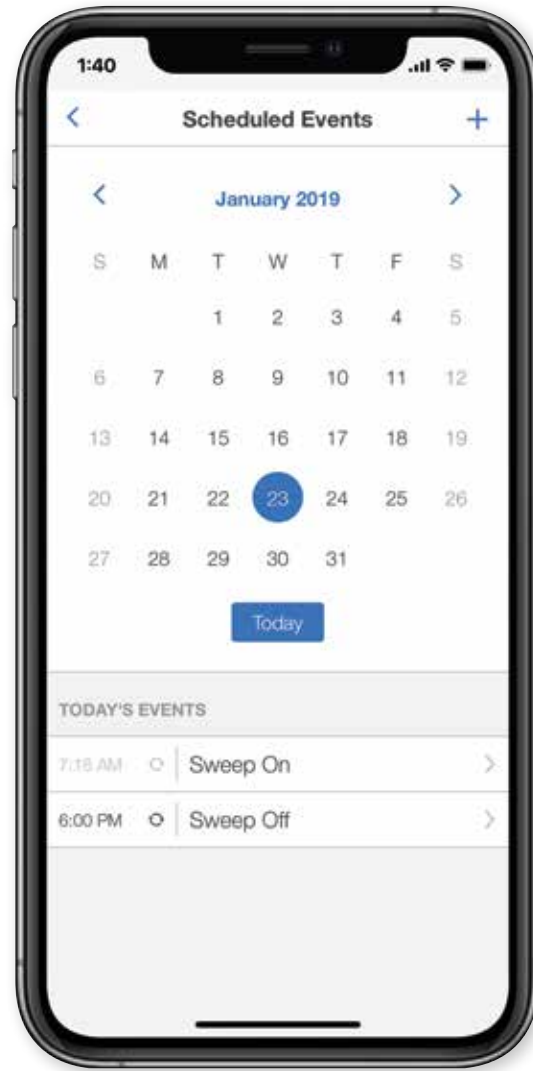 1:40
Scheduled Events +
January 2019
S M T W T F S
1 2 3 4 5
6 7 8 9 10 11 12
13 14 15 16 17 18 19
20 21 22 23 24 25 26
27 28 29 30 31
Today
TODAY'S EVENTS
7:16 AM Sweep On
6:00 PM Sweep Off